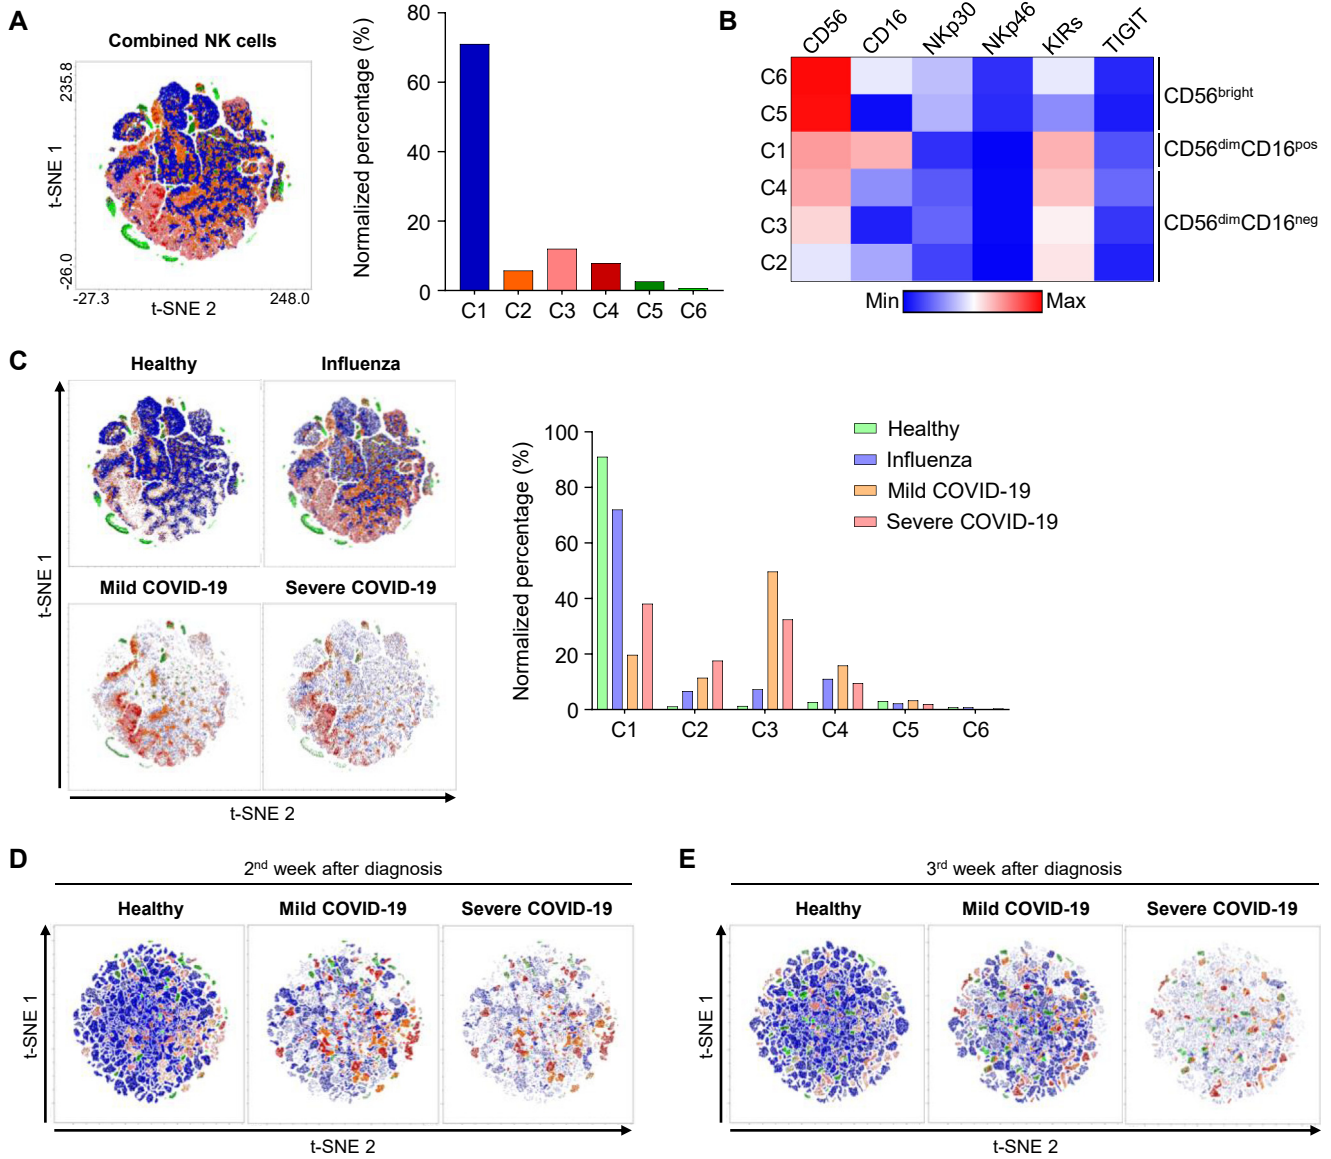 A
Combined NK cells
235.8
-26.0
t-SNE 1
-27.3
248.0
t-SNE 2
Normalized percentage (%)
80
60
40
20
0
C1 C2 C3 C4 C5 C6
B
CD56 CD16 NKp30 NKp46 KIRs TIGIT
C6
C5
C1
C4
C3
C2
CD56bright
CD56dimCD16pos
CD56dimCD16neg
Min Max
C
Healthy Influenza
Mild COVID-19 Severe COVID-19
t-SNE 1
t-SNE 2
Normalized percentage (%)
100
80
60
40
20
0
C1 C2 C3 C4 C5 C6
Healthy
Influenza
Mild COVID-19
Severe COVID-19
D
2nd week after diagnosis
Healthy Mild COVID-19 Severe COVID-19
t-SNE 1
t-SNE 2
E
3rd week after diagnosis
Healthy Mild COVID-19 Severe COVID-19
t-SNE 1
t-SNE 2